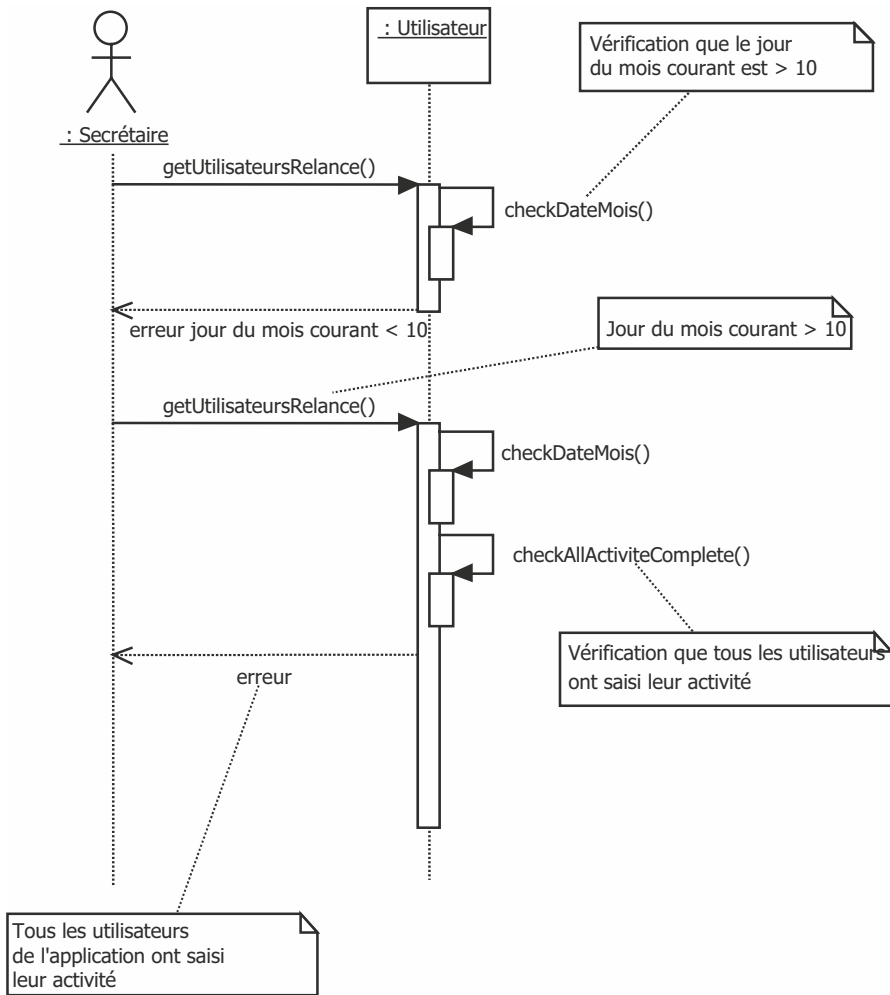 : Utilisateur
Vérification que le jour
du mois courant est > 10
: Secrétaire
getUtilisateursRelance()
checkDateMois()
erreur jour du mois courant < 10
Jour du mois courant > 10
getUtilisateursRelance()
checkDateMois()
checkAllActiviteComplete()
Vérification que tous les utilisateurs
ont saisi leur activité
erreur
Tous les utilisateurs
de l'application ont saisi
leur activité